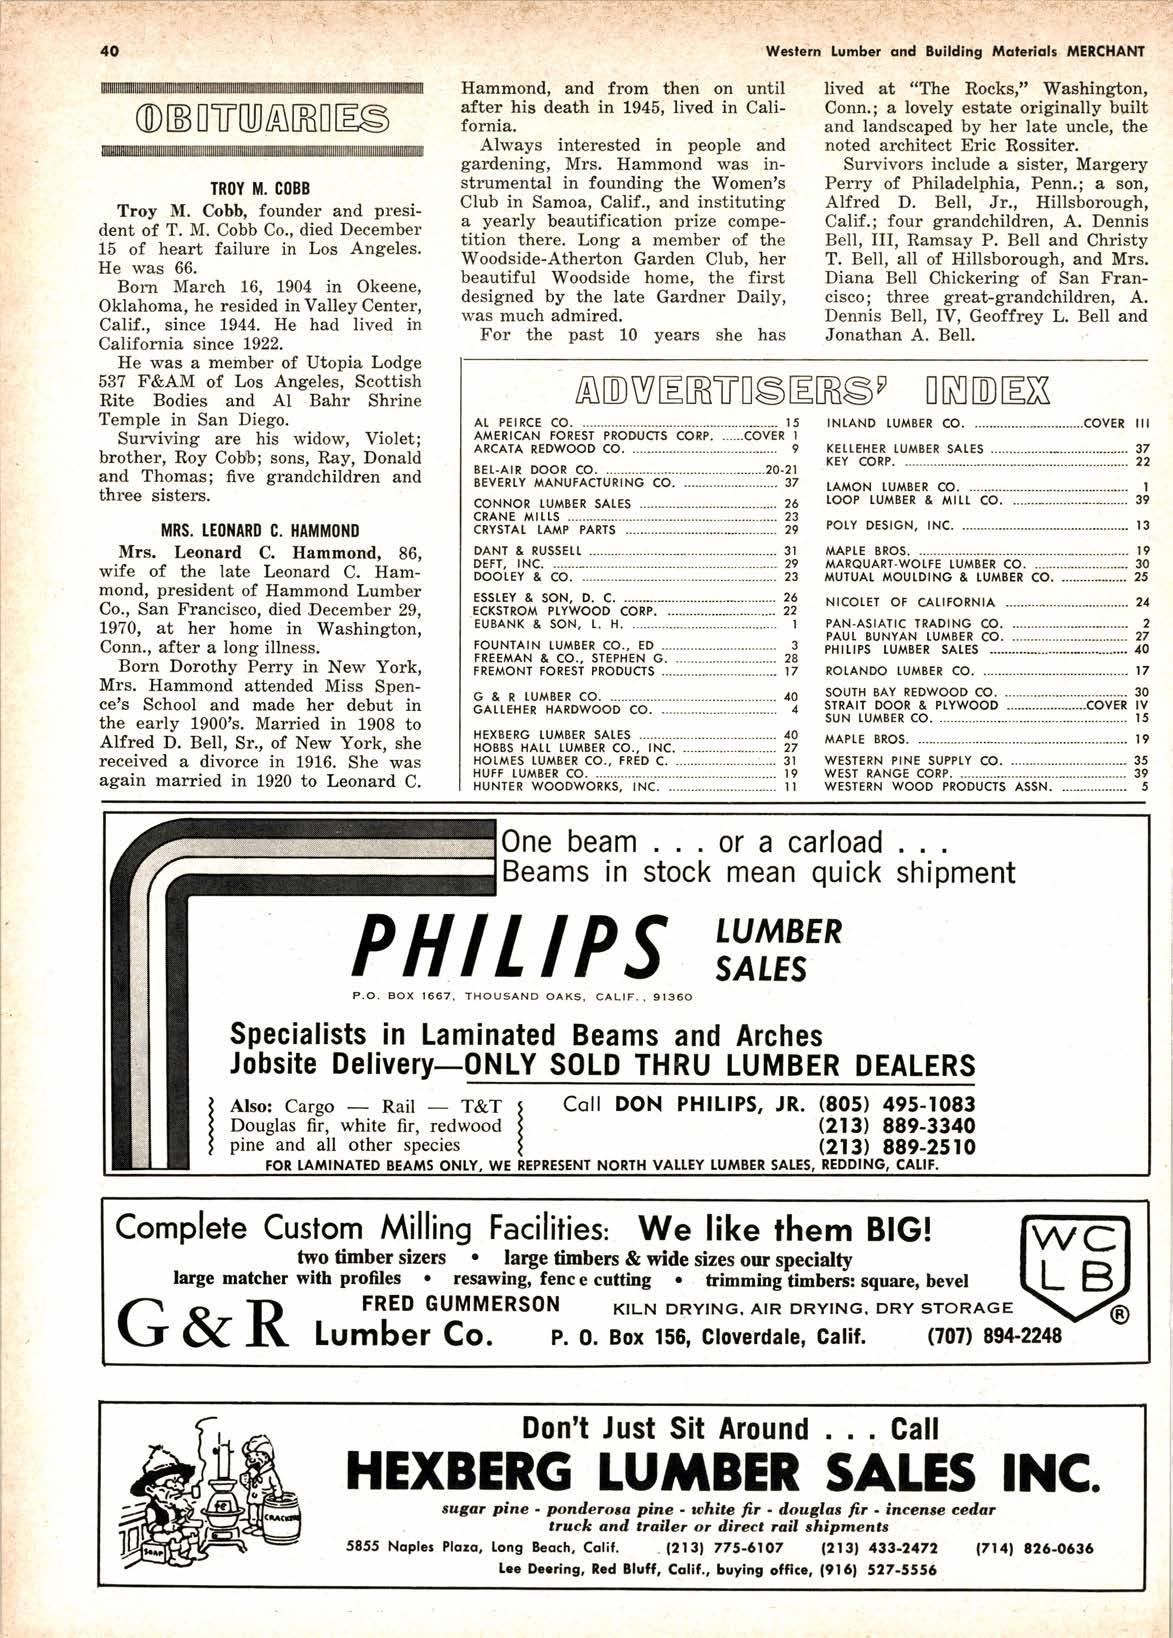 40
Western Lumber and Building Materials MERCHANT
OBITUARIES
TROY M. COBB
Troy M. Cobb, founder and presi-
dent of T. M. Cobb Co., died December
15 of heart failure in Los Angeles.
He was 66.
Born March 16, 1904 in Okeene,
Oklahoma, he resided in Valley Center,
Calif., since 1944. He had lived in
California since 1922.
He was a member of Utopia Lodge
537 F&AM of Los Angeles, Scottish
Rite Bodies and Al Bahr Shrine
Temple in San Diego.
Surviving are his widow, Violet;
brother, Roy Cobb; sons, Ray, Donald
and Thomas; five grandchildren and
three sisters.
MRS. LEONARD C. HAMMOND
Mrs. Leonard C. Hammond, 86,
wife of the late Leonard C. Ham-
mond, president of Hammond Lumber
Co., San Francisco, died December 29,
1970, at her home in Washington,
Conn., after a long illness.
Born Dorothy Perry in New York,
Mrs. Hammond attended Miss Spen-
ce's School and made her debut in
the early 1900's. Married in 1908 to
Alfred D. Bell, Sr., of New York, she
received a divorce in 1916. She was
again married in 1920 to Leonard C.
Hammond, and from then on until
after his death in 1945, lived in Cali-
fornia.
Always interested in people and
gardening, Mrs. Hammond was in-
strumental in founding the Women's
Club in Samoa, Calif., and instituting
a yearly beautification prize compe-
tition there. Long a member of the
Woodside-Atherton Garden Club, her
beautiful Woodside home, the first
designed by the late Gardner Daily,
was much admired.
For the past 10 years she has
lived at "The Rocks," Washington,
Conn.; a lovely estate originally built
and landscaped by her late uncle, the
noted architect Eric Rossiter.
Survivors include a sister, Margery
Perry of Philadelphia, Penn.; a son,
Alfred D. Bell, Jr., Hillsborough,
Calif.; four grandchildren, A. Dennis
Bell, III, Ramsay P. Bell and Christy
T. Bell, all of Hillsborough, and Mrs.
Diana Bell Chickering of San Fran-
cisco; three great-grandchildren, A.
Dennis Bell, IV, Geoffrey L. Bell and
Jonathan A. Bell.
ADVERTISERS' INDEX
AL PEIRCE CO. 15
AMERICAN FOREST PRODUCTS CORP. COVER I
ARCATA REDWOOD CO. 9
BEL-AIR DOOR CO. 20-21
BEVERLY MANUFACTURING CO. 37
CONNOR LUMBER SALES 26
CRANE MILLS 23
CRYSTAL LAMP PARTS 29
DANT & RUSSELL 31
DEFT, INC. 29
DOOLEY & CO. 23
ESSLEY & SON, D. C. 26
ECKSTROM PLYWOOD CORP. 22
EUBANK & SON, L. H. 1
FOUNTAIN LUMBER CO., ED 3
FREEMAN & CO., STEPHEN G. 28
FREMONT FOREST PRODUCTS 17
G & R LUMBER CO. 40
GALLEHER HARDWOOD CO. 4
HEXBERG LUMBER SALES 40
HOBBS HALL LUMBER CO., INC. 27
HOLMES LUMBER CO., FRED C. 31
HUFF LUMBER CO. 19
HUNTER WOODWORKS, INC. 11
INLAND LUMBER CO. COVER III
KELLEHER LUMBER SALES 37
KEY CORP. 22
LAMON LUMBER CO. 1
LOOP LUMBER & MILL CO. 39
POLY DESIGN, INC. 13
MAPLE BROS. 19
MARQUART-WOLFE LUMBER CO. 30
MUTUAL MOULDING & LUMBER CO. 25
NICOLET OF CALIFORNIA 24
PAN-ASIATIC TRADING CO. 2
PAUL BUNYAN LUMBER CO. 27
PHILIPS LUMBER SALES 40
ROLANDO LUMBER CO. 17
SOUTH BAY REDWOOD CO. 30
STRAIT DOOR & PLYWOOD COVER IV
SUN LUMBER CO. 15
MAPLE BROS. 19
WESTERN PINE SUPPLY CO. 35
WEST RANGE CORP. 39
WESTERN WOOD PRODUCTS ASSN. 5
One beam . . . or a carload . . .
Beams in stock mean quick shipment
PHILIPS LUMBER SALES
P.O. BOX 1667, THOUSAND OAKS, CALIF., 91360
Specialists in Laminated Beams and Arches
Jobsite Delivery—ONLY SOLD THRU LUMBER DEALERS
Also: Cargo — Rail — T&T
Douglas fir, white fir, redwood
pine and all other species
Call DON PHILIPS, JR. (805) 495-1083
(213) 889-3340
(213) 889-2510
FOR LAMINATED BEAMS ONLY, WE REPRESENT NORTH VALLEY LUMBER SALES, REDDING, CALIF.
Complete Custom Milling Facilities: We like them BIG!
two timber sizers • large timbers & wide sizes our specialty
large matcher with profiles • resawing, fenc e cutting • trimming timbers: square, bevel
WC
LB
®
G & R Lumber Co.
FRED GUMMERSON KILN DRYING, AIR DRYING, DRY STORAGE
P. O. Box 156, Cloverdale, Calif. (707) 894-2248
CRACKERS
SOAP
Don't Just Sit Around . . . Call
HEXBERG LUMBER SALES INC.
sugar pine - ponderosa pine - white fir - douglas fir - incense cedar
truck and trailer or direct rail shipments
5855 Naples Plaza, Long Beach, Calif. (213) 775-6107 (213) 433-2472 (714) 826-0636
Lee Deering, Red Bluff, Calif., buying office, (916) 527-5556